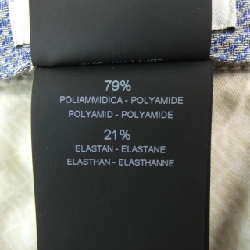 79%
POLIAMMIDICA - POLYAMIDE
POLYAMID - POLYAMIDE
21%
ELASTAN - ELASTANE
ELASTHAN - ELASTHANNE